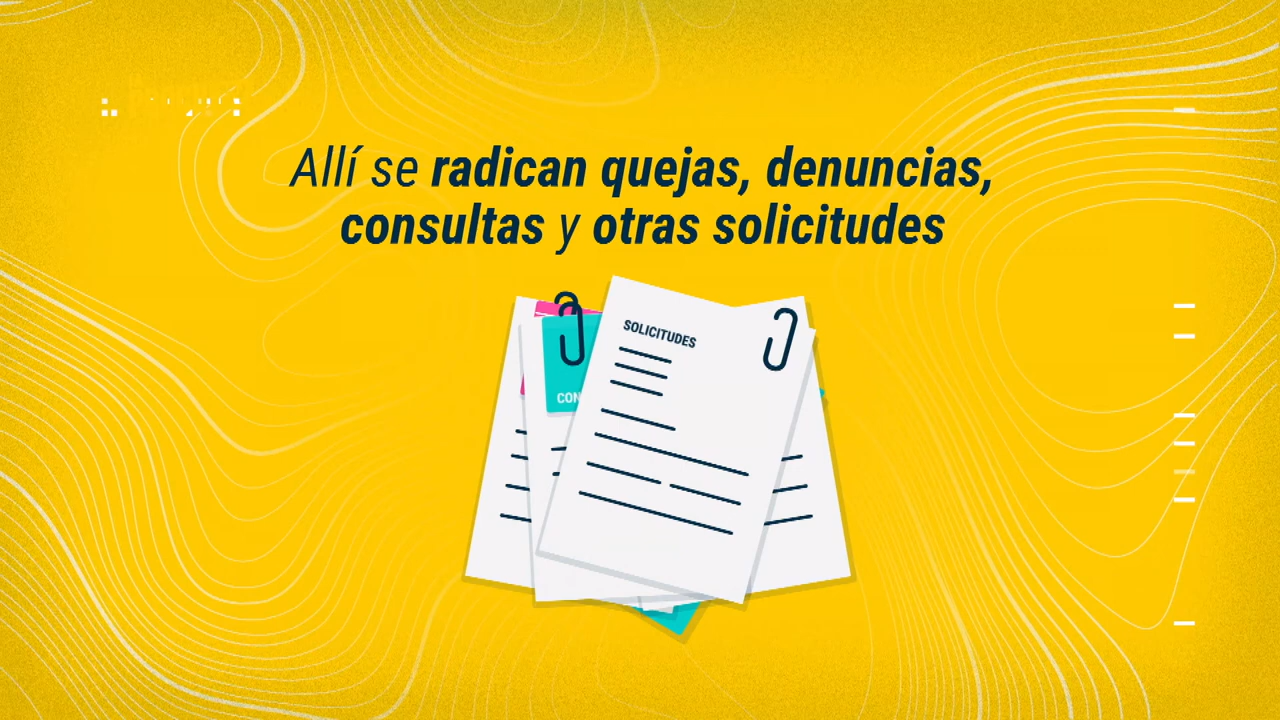 Allí se radican quejas, denuncias,
consultas y otras solicitudes
SOLICITUDES